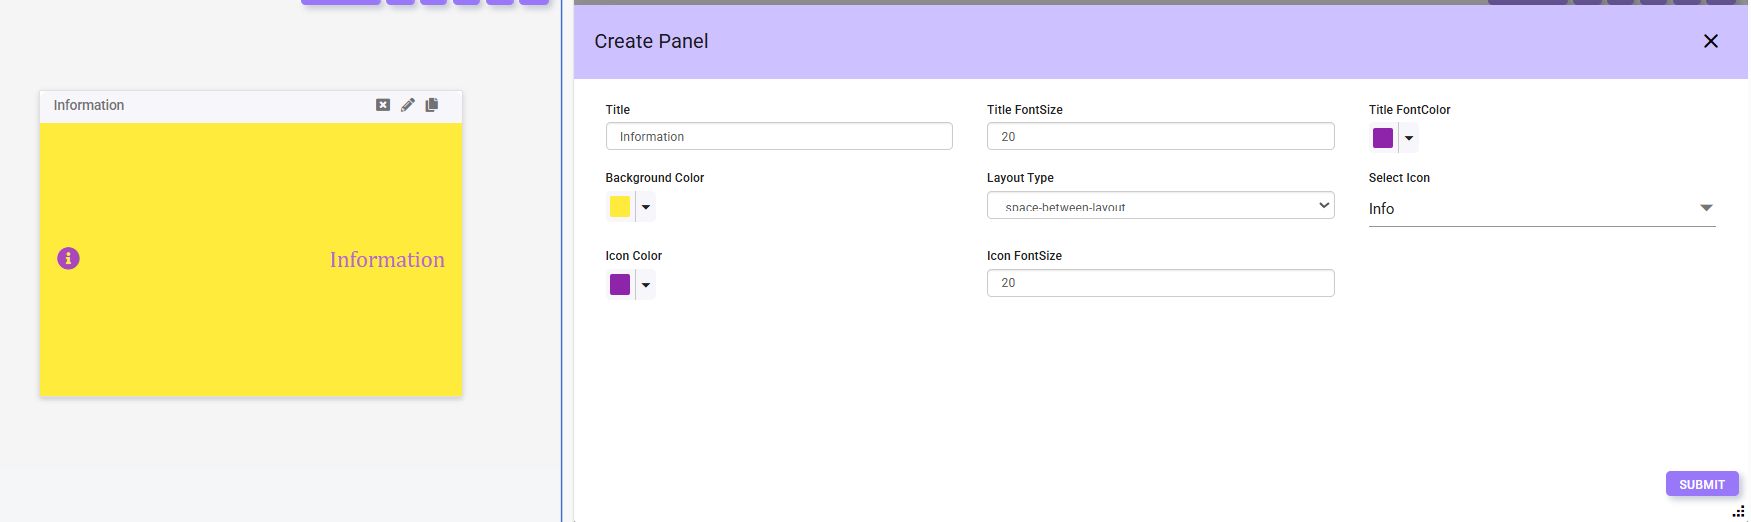 Information
Information
Create Panel
Title
Information
Title FontSize
20
Title FontColor
Background Color
Layout Type
space-between-layout
Select Icon
Info
Icon Color
Icon FontSize
20
SUBMIT